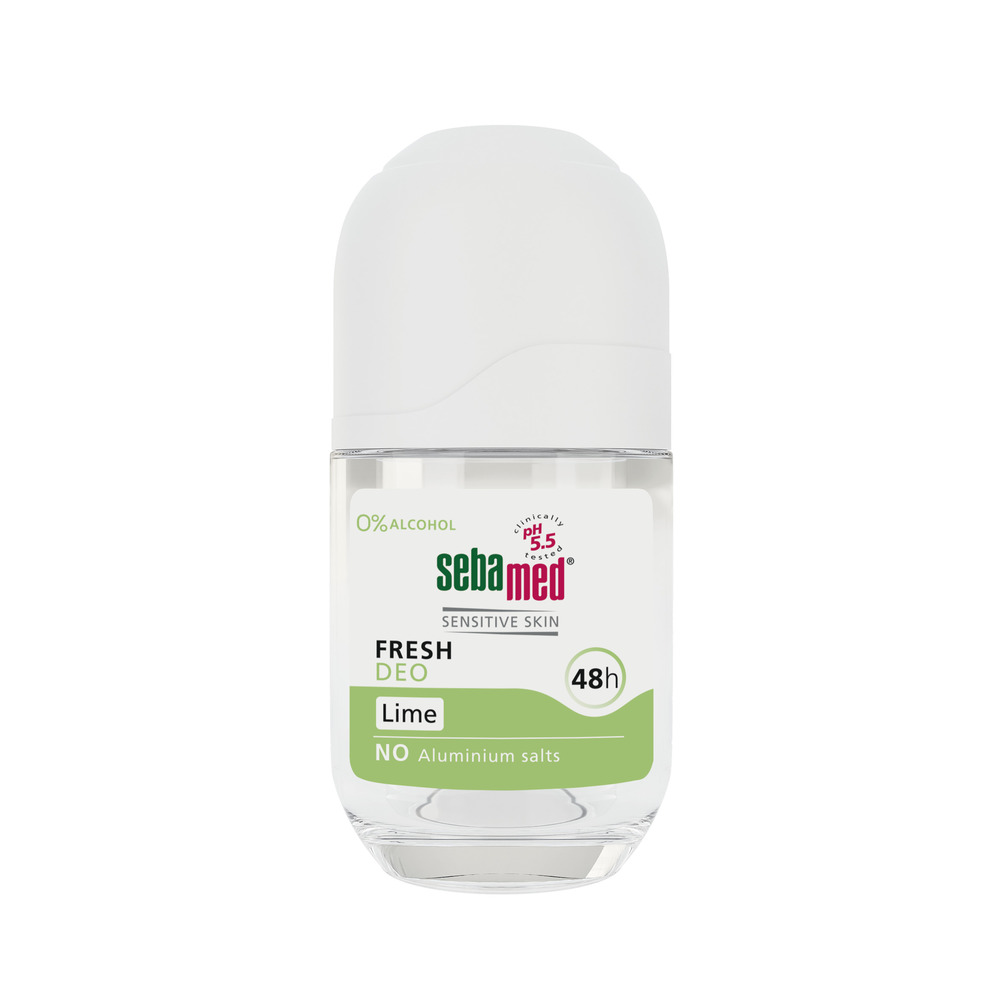 0% ALCOHOL
clinically
pH
5.5
tested
sebamed®
SENSITIVE SKIN
FRESH
DEO
48h
Lime
NO Aluminium salts